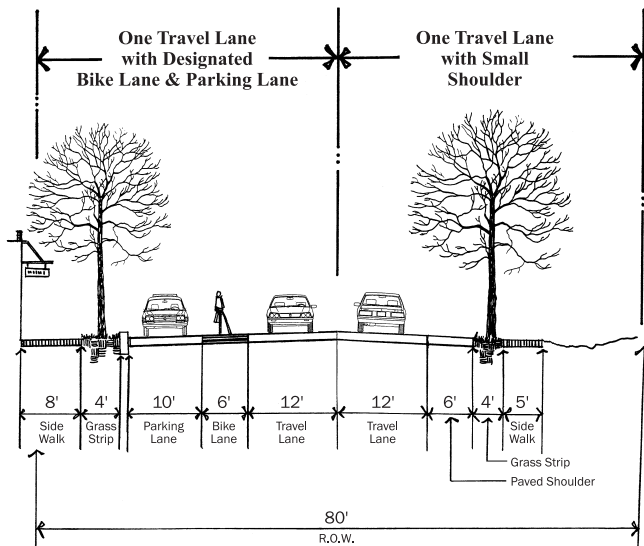 One Travel Lane
with Designated
Bike Lane & Parking Lane
One Travel Lane
with Small
Shoulder
8'
4'
10'
6'
12'
12'
6'
4'
5'
Side
Walk
Grass
Strip
Parking
Lane
Bike
Lane
Travel
Lane
Travel
Lane
Side
Walk
Grass Strip
Paved Shoulder
80'
R.O.W.